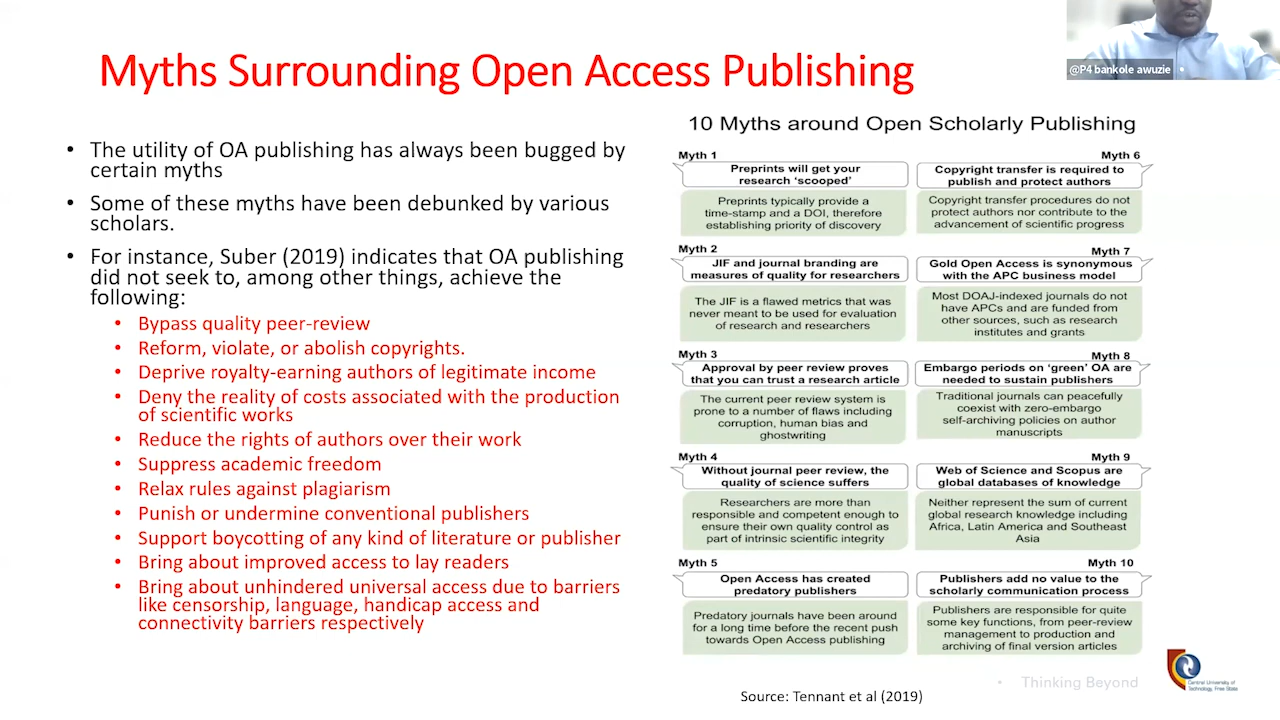 @P4 bankole awuzie
Myths Surrounding Open Access Publishing
• The utility of OA publishing has always been bugged by
certain myths
• Some of these myths have been debunked by various
scholars.
• For instance, Suber (2019) indicates that OA publishing
did not seek to, among other things, achieve the
following:
• Bypass quality peer-review
• Reform, violate, or abolish copyrights.
• Deprive royalty-earning authors of legitimate income
• Deny the reality of costs associated with the production
of scientific works
• Reduce the rights of authors over their work
• Suppress academic freedom
• Relax rules against plagiarism
• Punish or undermine conventional publishers
• Support boycotting of any kind of literature or publisher
• Bring about improved access to lay readers
• Bring about unhindered universal access due to barriers
like censorship, language, handicap access and
connectivity barriers respectively
10 Myths around Open Scholarly Publishing
Myth 1
Preprints will get your
research ‘scooped’
Preprints typically provide a
time-stamp and a DOI, therefore
establishing priority of discovery
Myth 2
JIF and journal branding are
measures of quality for researchers
The JIF is a flawed metrics that was
never meant to be used for evaluation
of research and researchers
Myth 3
Approval by peer review proves
that you can trust a research article
The current peer review system is
prone to a number of flaws including
corruption, human bias and
ghostwriting
Myth 4
Without journal peer review, the
quality of science suffers
Researchers are more than
responsible and competent enough to
ensure their own quality control as
part of intrinsic scientific integrity
Myth 5
Open Access has created
predatory publishers
Predatory journals have been around
for a long time before the recent push
towards Open Access publishing
Myth 6
Copyright transfer is required to
publish and protect authors
Copyright transfer procedures do not
protect authors nor contribute to the
advancement of scientific progress
Myth 7
Gold Open Access is synonymous
with the APC business model
Most DOAJ-indexed journals do not
have APCs and are funded from
other sources, such as research
institutes and grants
Myth 8
Embargo periods on ‘green’ OA are
needed to sustain publishers
Traditional journals can peacefully
coexist with zero-embargo
self-archiving policies on author
manuscripts
Myth 9
Web of Science and Scopus are
global databases of knowledge
Neither represent the sum of current
global research knowledge including
Africa, Latin America and Southeast
Asia
Myth 10
Publishers add no value to the
scholarly communication process
Publishers are responsible for quite
some key functions, from peer-review
management to production and
archiving of final version articles
• Thinking Beyond
Source: Tennant et al (2019)
Central University of
Technology, Free State